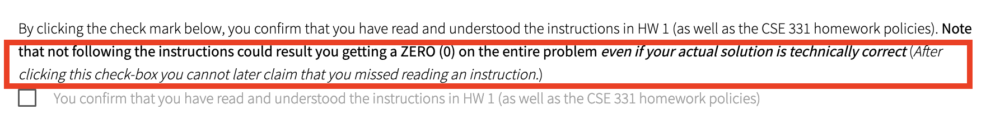 By clicking the check mark below, you confirm that you have read and understood the instructions in HW 1 (as well as the CSE 331 homework policies). Note
that not following the instructions could result you getting a ZERO (0) on the entire problem even if your actual solution is technically correct (After
clicking this check-box you cannot later claim that you missed reading an instruction.)
You confirm that you have read and understood the instructions in HW 1 (as well as the CSE 331 homework policies)